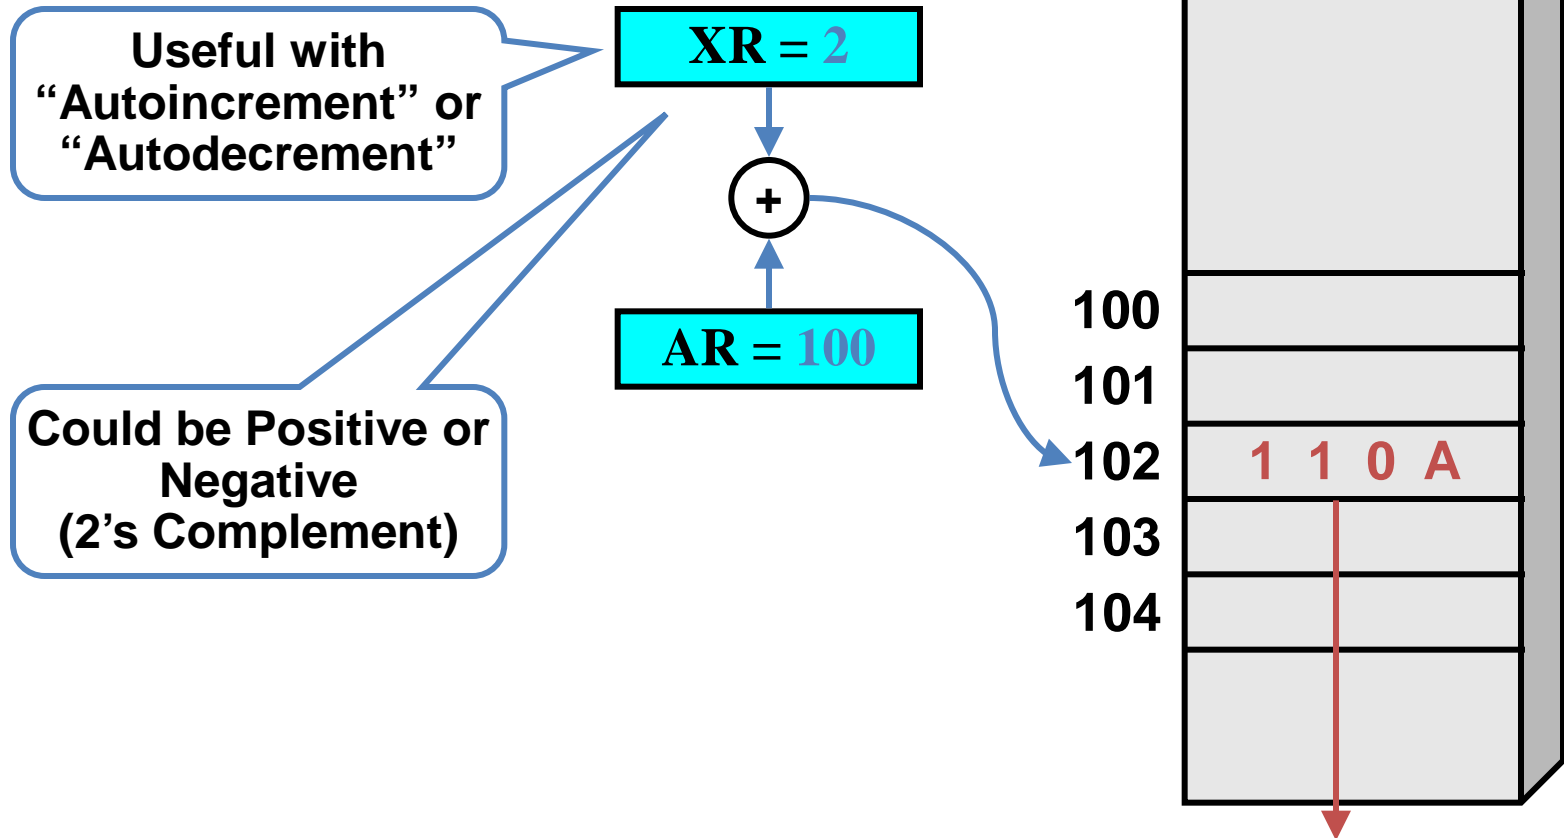 Useful with
“Autoincrement” or
“Autodecrement”
XR = 2
+
AR = 100
Could be Positive or
Negative
(2’s Complement)
100
101
102 1 1 0 A
103
104